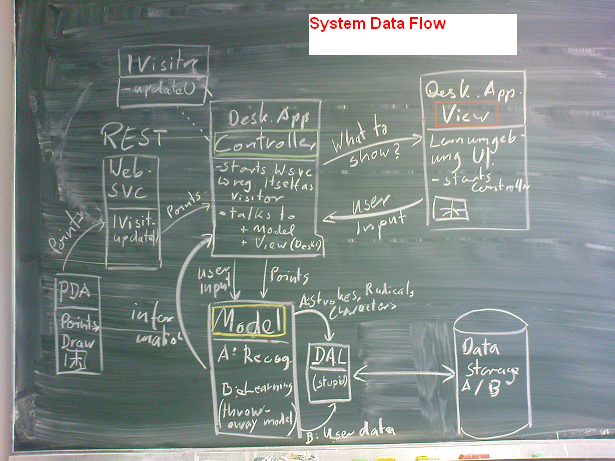 System Data Flow
IVisitor
- update()
REST
Web-
SVC
IVisit.
update()
Points
Points
PDA
Points
Draw
infor
matio
Desk. App
Controller
- Starts WSVC
& reg itself as
visitor
• talks to
+ Model
+ View (Desk)
What to
show?
User
Input
Desk. App.
View
Lernumgeb-
ung UI.
- starts
controller
user
input
Points
Model
A: Recog.
B: Learning
(throw-
away model)
A: strokes, Radicals,
Characters
DAL
(stupid)
B: User data
Data
Storage
A / B